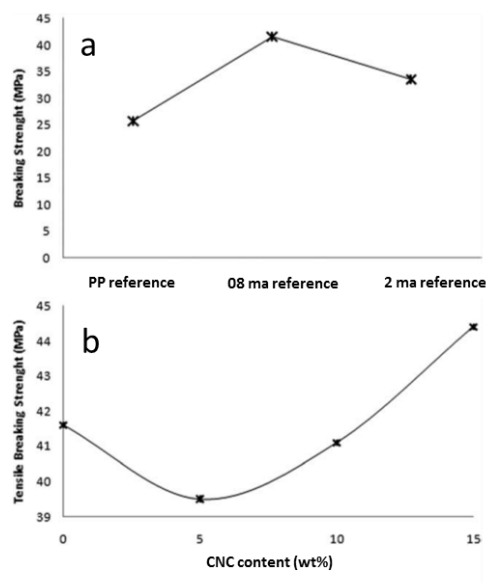 a
Breaking Strenght (MPa)
45
40
35
30
25
20
15
10
5
0
PP reference 08 ma reference 2 ma reference
b
Tensile Breaking Strenght (MPa)
45
44
43
42
41
40
39
0 5 10 15
CNC content (wt%)